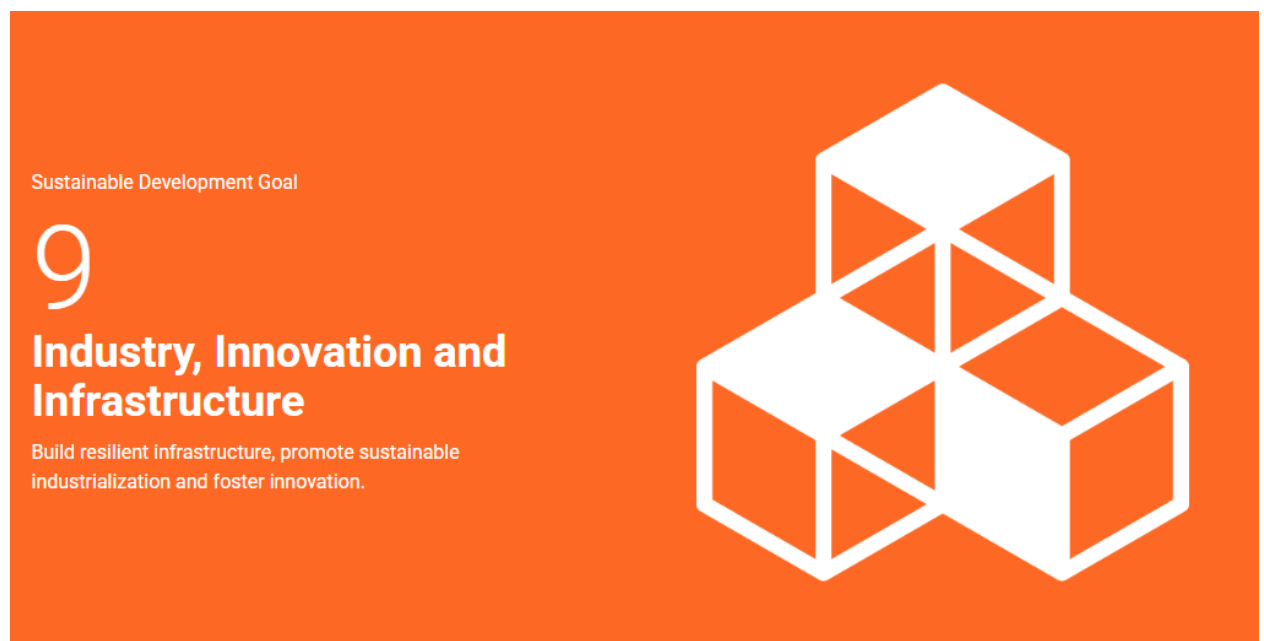 Sustainable Development Goal
9
Industry, Innovation and
Infrastructure
Build resilient infrastructure, promote sustainable
industrialization and foster innovation.